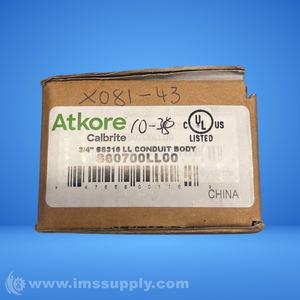 X081-43
Atkore
10-38
Calbrite
C UL US
LISTED
3/4" SS316 LL CONDUIT BODY
S60700LL00
CHINA
© www.imssupply.com